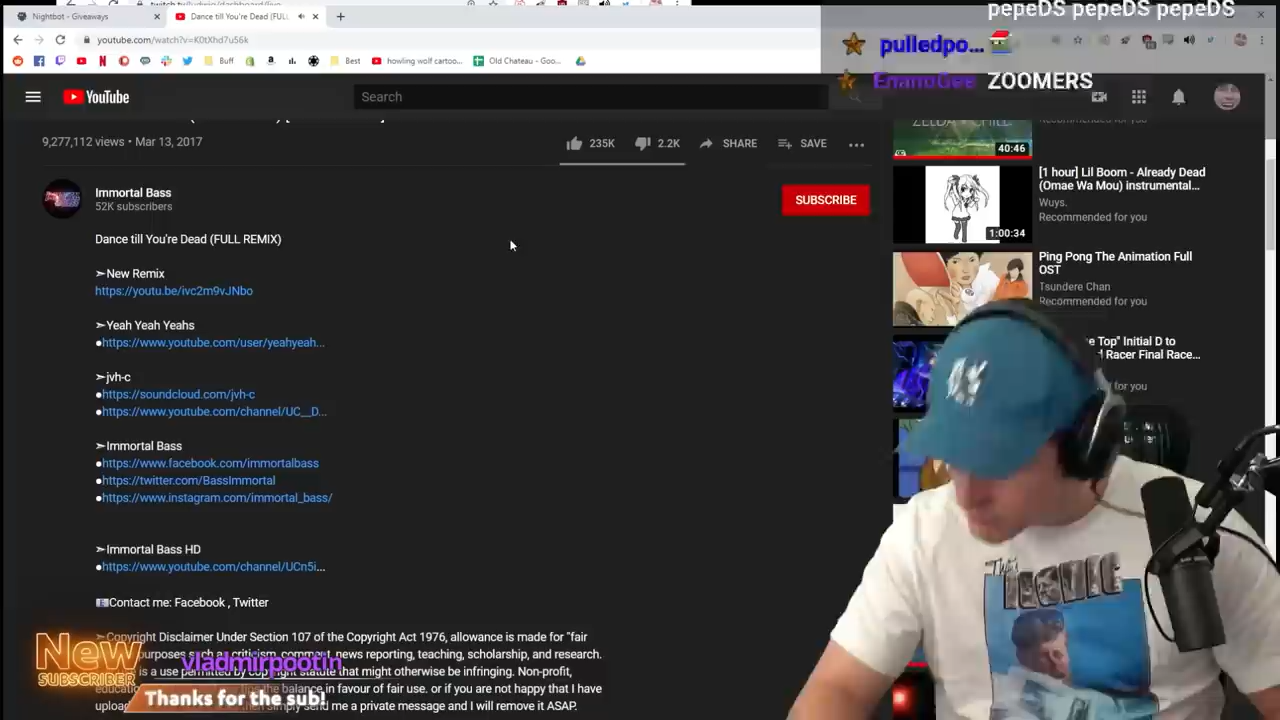 Nightbot - Giveaways
Dance till You're Dead (FULL
pepeDS pepeDS pepeDS
youtube.com/watch?v=K0tXhd7u56k
pulledpo...
Buff
Best
howling wolf cartoo...
Old Chateau - Goo...
EnanoGee ZOOMERS
YouTube
Search
9,277,112 views • Mar 13, 2017
235K
2.2K
SHARE
SAVE
40:46
Immortal Bass
52K subscribers
SUBSCRIBE
[1 hour] Lil Boom - Already Dead
(Omae Wa Mou) instrumental...
Wuys.
Recommended for you
1:00:34
Dance till You're Dead (FULL REMIX)
➣New Remix
https://youtu.be/ivc2m9vJNbo
Ping Pong The Animation Full
OST
Tsundere Chan
Recommended for you
➣Yeah Yeah Yeahs
●https://www.youtube.com/user/yeahyeah...
Top" Initial D to
Racer Final Race...
for you
➣jvh-c
●https://soundcloud.com/jvh-c
●https://www.youtube.com/channel/UC__D...
➣Immortal Bass
●https://www.facebook.com/immortalbass
●https://twitter.com/BassImmortal
●https://www.instagram.com/immortal_bass/
➣Immortal Bass HD
●https://www.youtube.com/channel/UCn5i...
📧Contact me: Facebook , Twitter
➣Copyright Disclaimer Under Section 107 of the Copyright Act 1976, allowance is made for "fair
purposes such as criticism, comment, news reporting, teaching, scholarship, and research.
is a use permitted by copyright statute that might otherwise be infringing. Non-profit,
the balance in favour of fair use. or if you are not happy that I have
simply send me a private message and I will remove it ASAP.
New
SUBSCRIBER
vladmirpootin
Thanks for the sub!